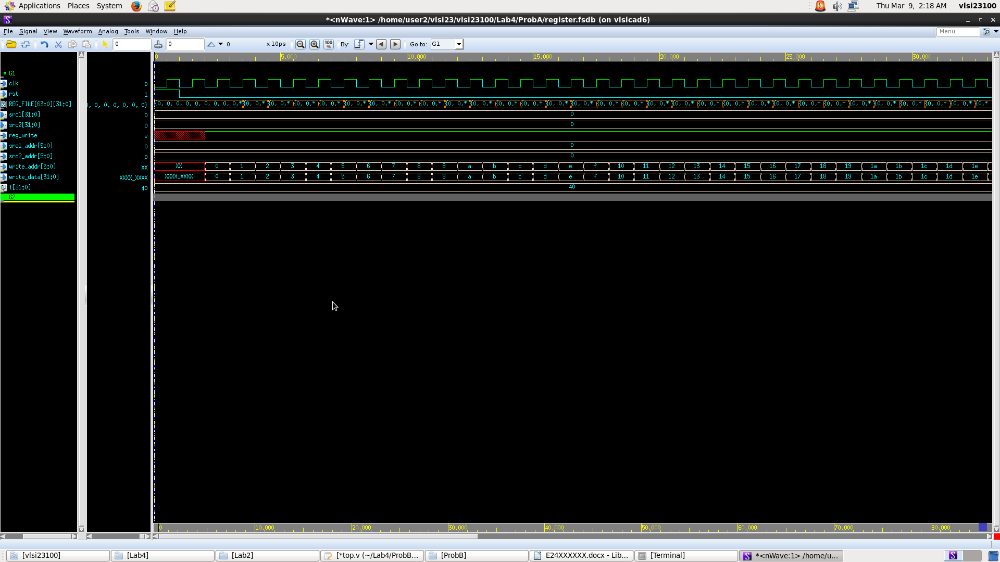 Applications Places System Thu Mar 9, 2:18 AM vlsi23100
*<nWave:1> /home/user2/vlsi23/vlsi23100/Lab4/ProbA/register.fsdb (on vlsicad6)
File Signal View Waveform Analog Tools Window Help Menu
0 0 0 x 10ps 100 % By: Go to: G1
0 5,000 10,000 15,000 20,000 25,000 30,000
= G1
clk 0
rst 1
REG_FILE[63:0][31:0] , 0, 0, 0, 0, 0, 0, 0} {0, 0, 0, 0, 0, 0, 0, 0, 0, 0, 0, 0, 0,* {0, 0,* {0, 0,* {0, 0,* {0, 0,* {0, 0,* {0, 0,* {0, 0,* {0, 0,* {0, 0,* {0, 0,* {0, 0,* {0, 0,* {0, 0,* {0, 0,* {0, 0,* {0, 0,* {0, 0,* {0, 0,* {0, 0,* {0, 0,* {0, 0,* {0, 0,* {0, 0,* {0, 0,* {0, 0,* {0, 0,* {0, 0,* {0, 0,* {0,*
src1[31:0] 0 0
src2[31:0] 0 0
reg_write x
src1_addr[5:0] 0 0
src2_addr[5:0] 0 0
write_addr[5:0] XX XX 0 1 2 3 4 5 6 7 8 9 a b c d e f 10 11 12 13 14 15 16 17 18 19 1a 1b 1c 1d 1e
write_data[31:0] XXXX_XXXX XXXX_XXXX 0 1 2 3 4 5 6 7 8 9 a b c d e f 10 11 12 13 14 15 16 17 18 19 1a 1b 1c 1d 1e
i[31:0] 40 40
G2
0 10,000 20,000 30,000 40,000 50,000 60,000 70,000 80,000
[vlsi23100] [Lab4] [Lab2] [*top.v (~/Lab4/ProbB... [ProbB] E24XXXXXX.docx - Lib... [Terminal] *<nWave:1> /home/u...